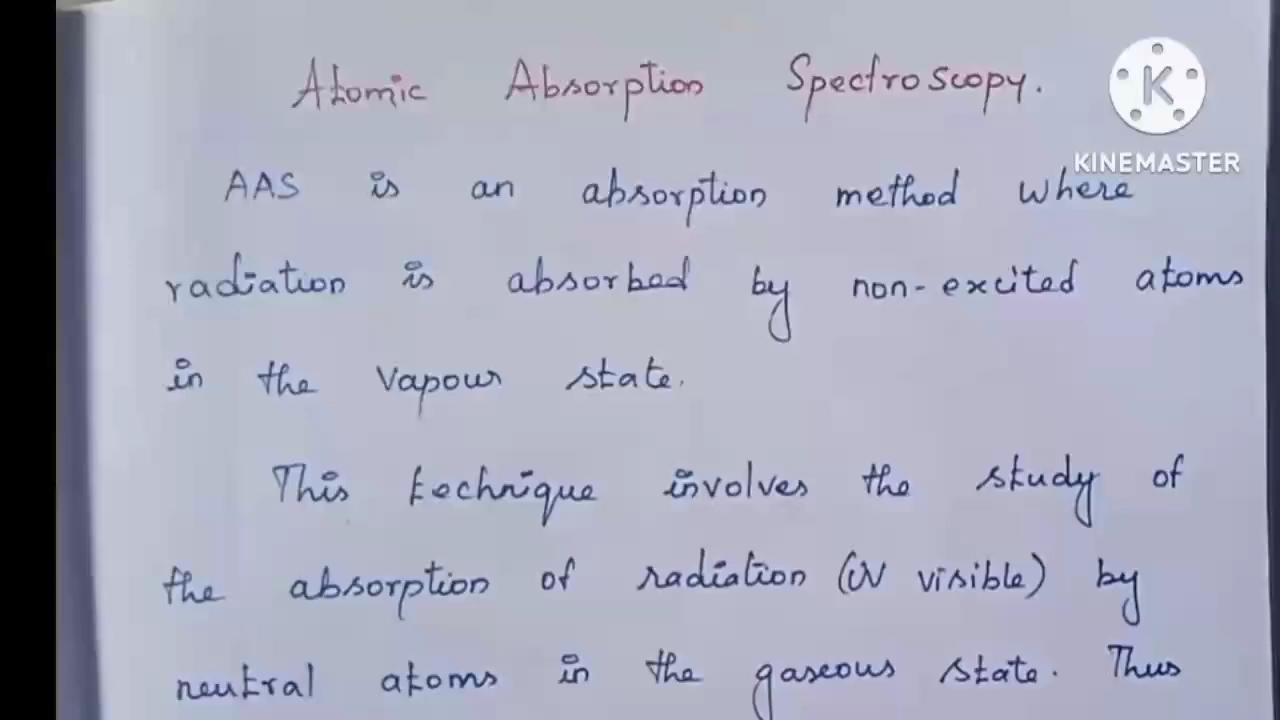 Atomic Absorption Spectroscopy.
K
KINEMASTER
AAS is an absorption method where
radiation is absorbed by non-excited atoms
in the vapour state.
This technique involves the study of
the absorption of radiation (UV visible) by
neutral atoms in the gaseous state. Thus